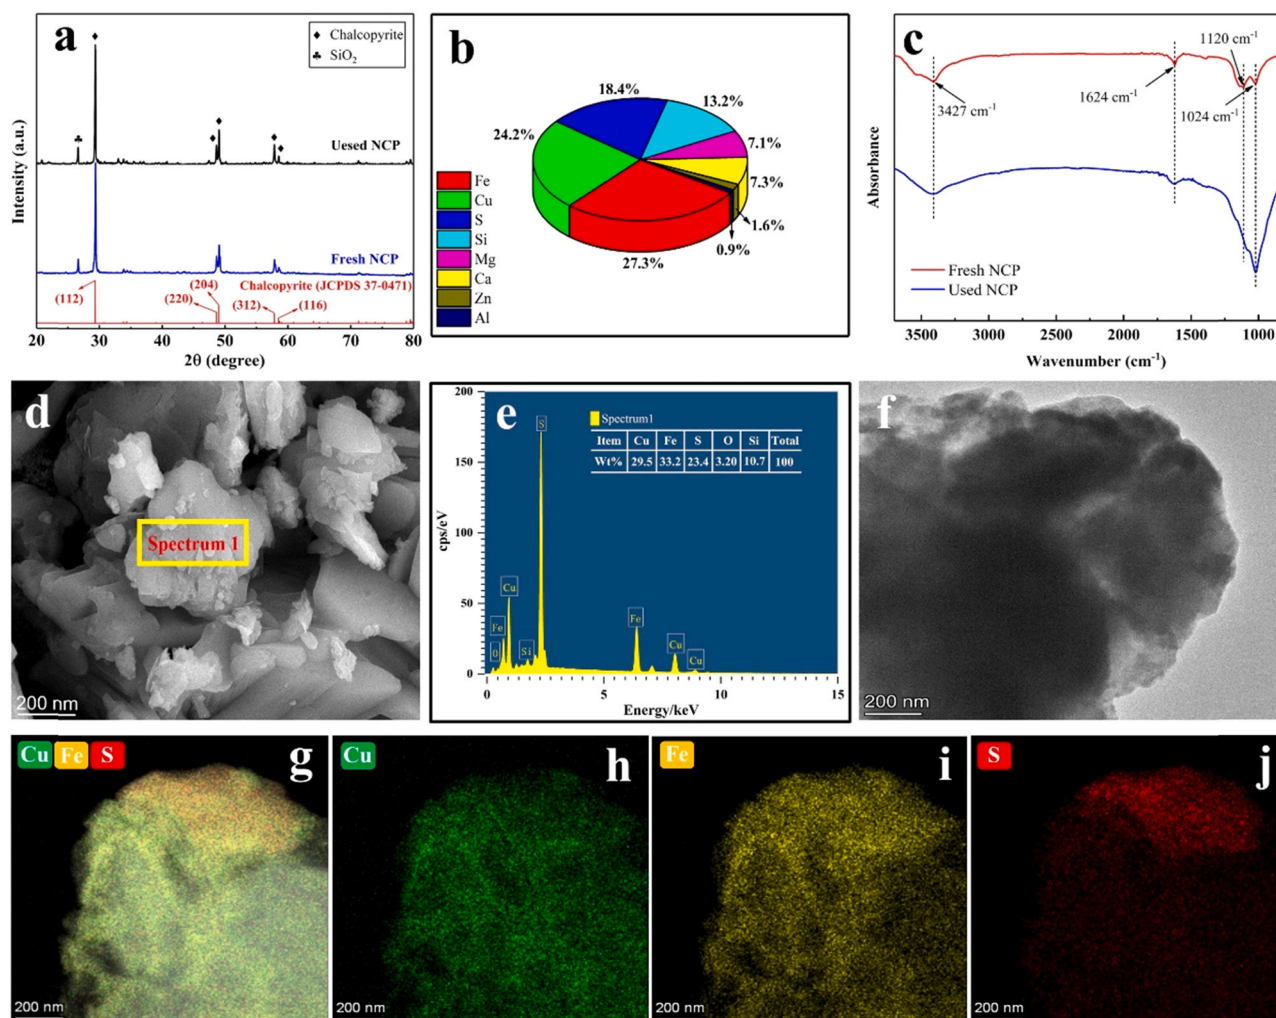 a
♦ Chalcopyrite
♣ SiO₂
Uesed NCP
Fresh NCP
Chalcopyrite (JCPDS 37-0471)
(112)
(204)
(220)
(312)
(116)
Intensity (a.u.)
20 30 40 50 60 70 80
2θ (degree)
b
18.4%
13.2%
24.2%
7.1%
7.3%
1.6%
0.9%
27.3%
Fe
Cu
S
Si
Mg
Ca
Zn
Al
c
1120 cm⁻¹
3427 cm⁻¹
1624 cm⁻¹
1024 cm⁻¹
Absorbance
Fresh NCP
Used NCP
3500 3000 2500 2000 1500 1000
Wavenumber (cm⁻¹)
d
Spectrum 1
200 nm
e
Spectrum1
Item Cu Fe S O Si Total
Wt% 29.5 33.2 23.4 3.20 10.7 100
S
Cu
Fe
O
Si
Fe
Cu
Cu
cps/eV
200
150
100
50
0
0 5 10 15
Energy/keV
f
200 nm
Cu Fe S
g
200 nm
Cu
h
200 nm
Fe
i
200 nm
S
j
200 nm